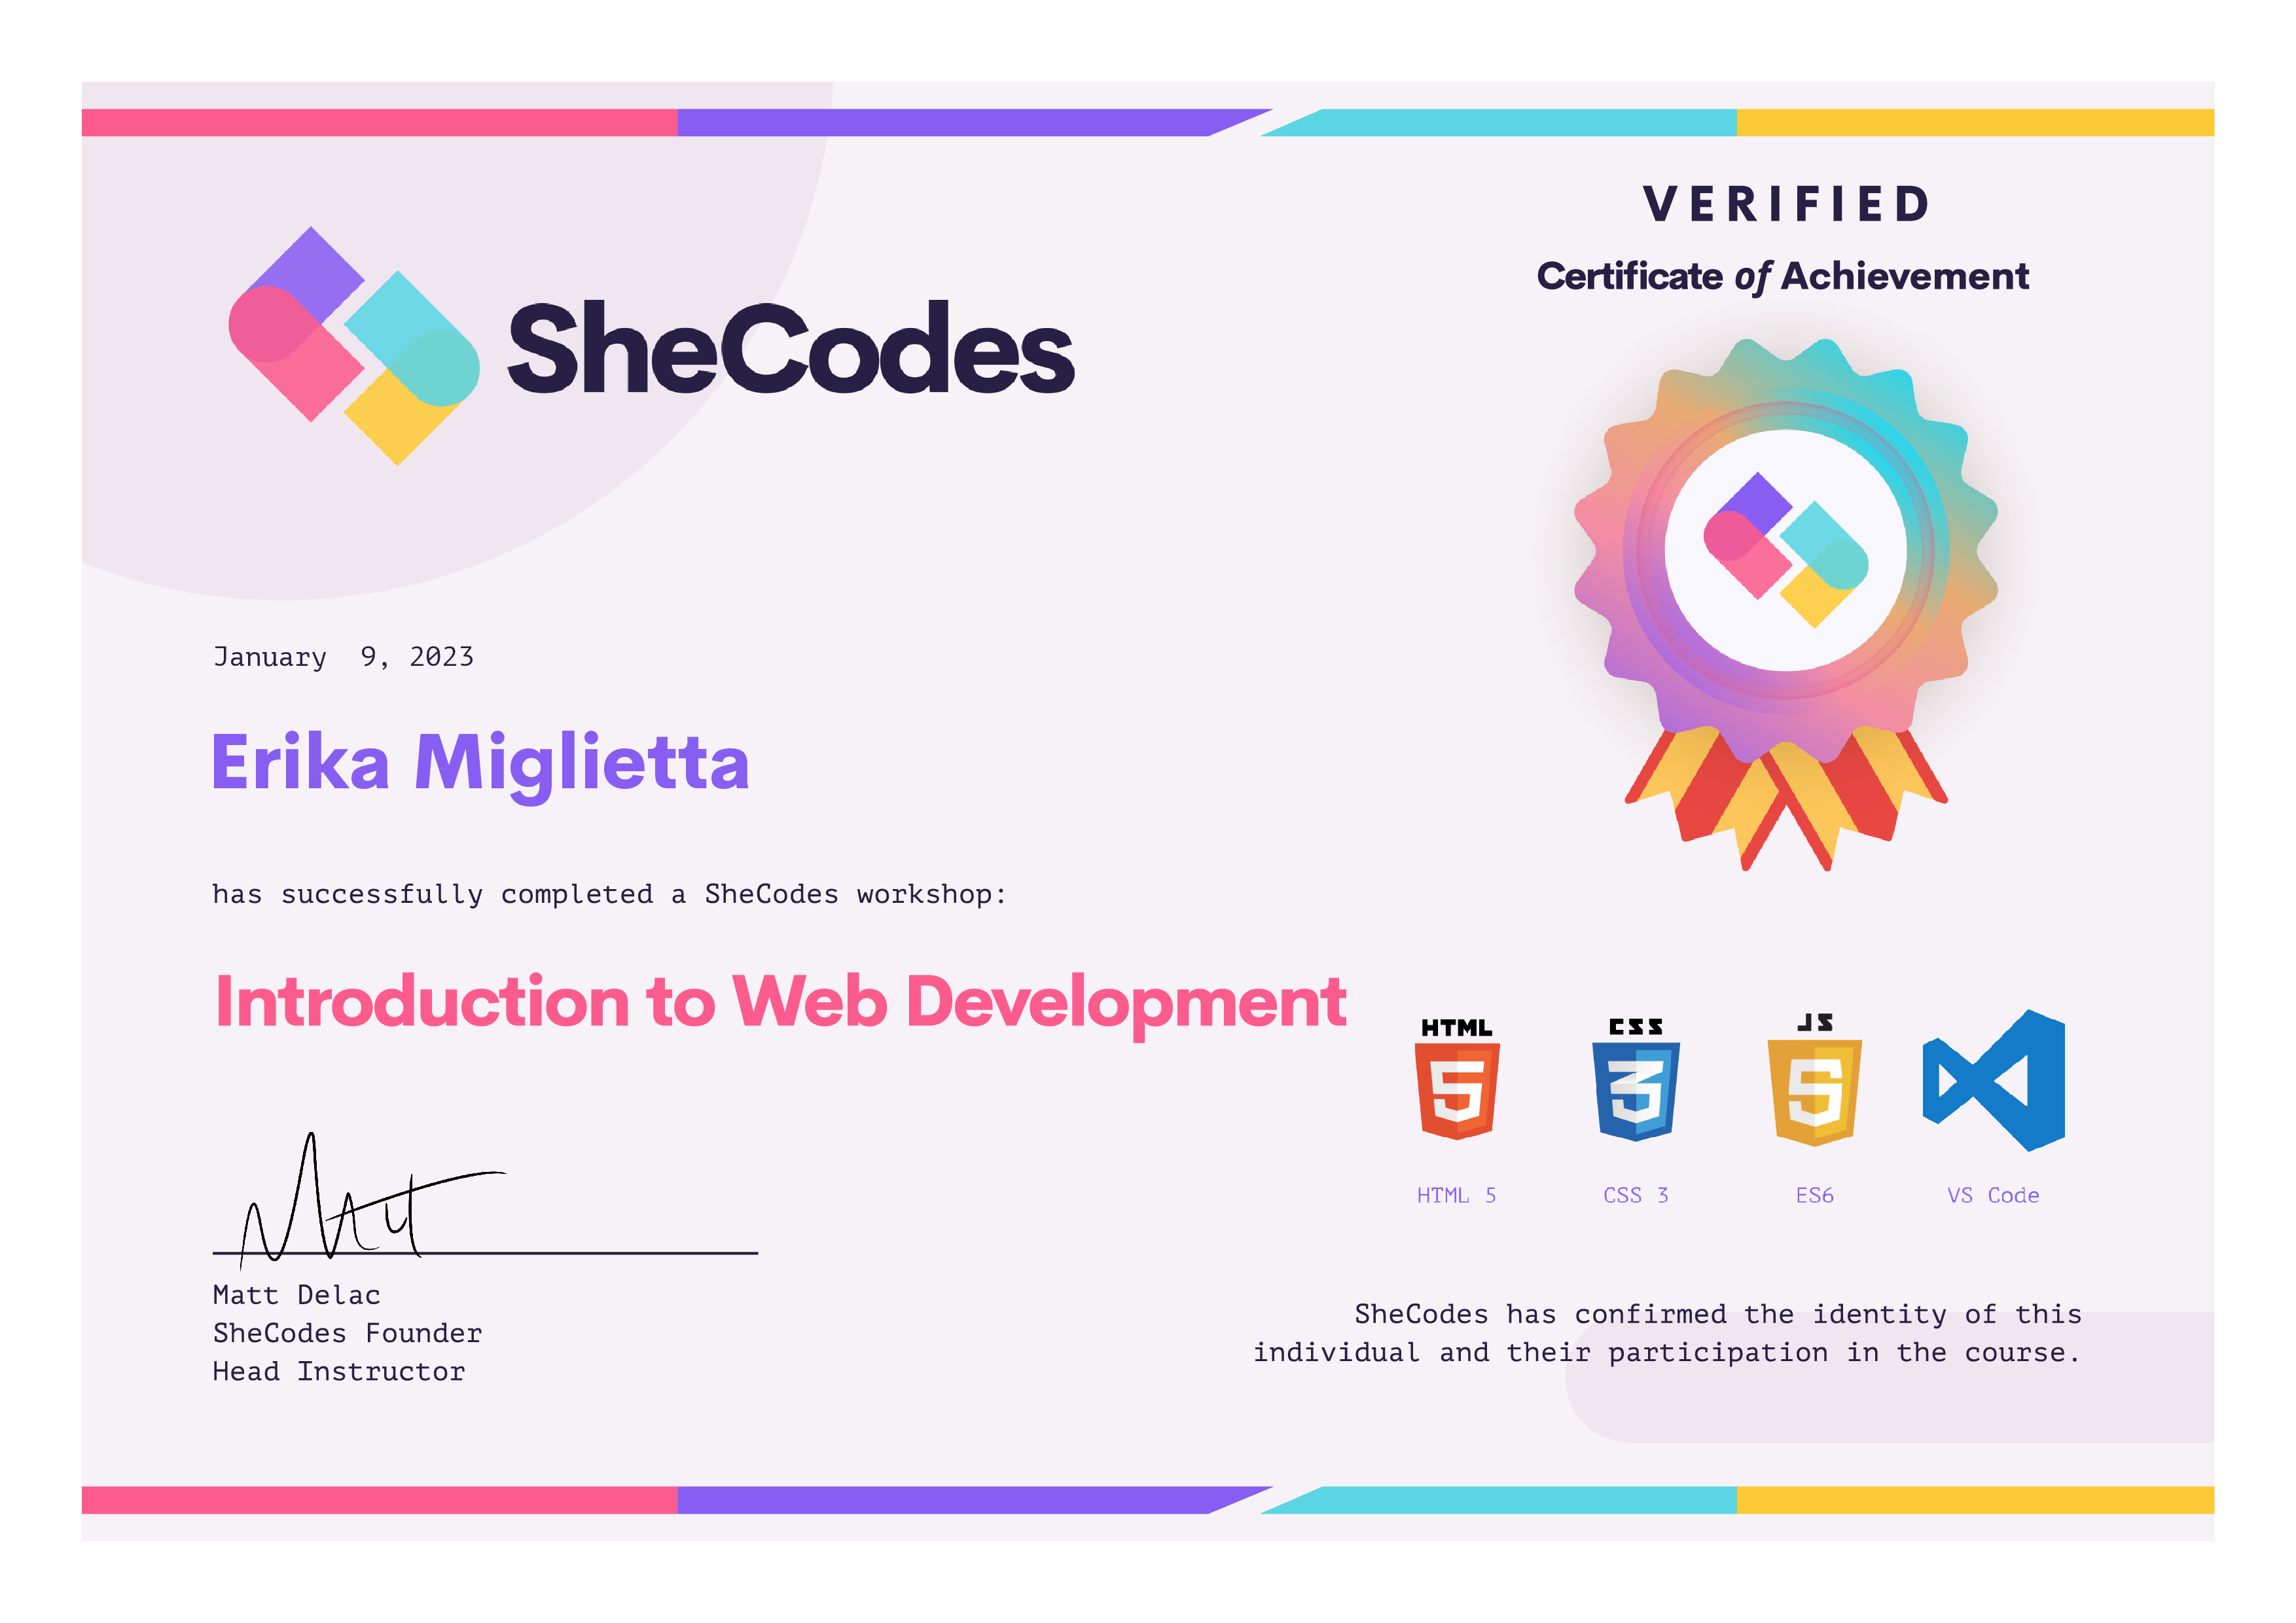 VERIFIED
Certificate of Achievement
SheCodes
January  9, 2023
Erika Miglietta
has successfully completed a SheCodes workshop:
Introduction to Web Development
HTML
CSS
JS
5
3
5
HTML 5
CSS 3
ES6
VS Code
Matt Delac
SheCodes Founder
Head Instructor
SheCodes has confirmed the identity of this
individual and their participation in the course.